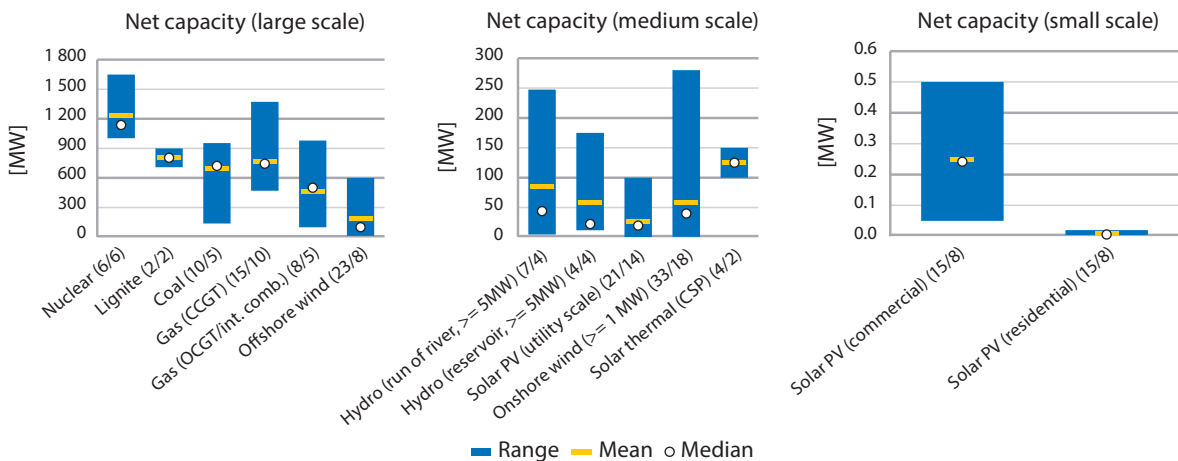 Net capacity (large scale)
[MW]
1 800
1 500
1 200
900
600
300
0
Nuclear (6/6)
Lignite (2/2)
Coal (10/5)
Gas (CCGT) (15/10)
Gas (OCGT/int. comb.) (8/5)
Offshore wind (23/8)
Net capacity (medium scale)
[MW]
300
250
200
150
100
50
0
Hydro (run of river, >= 5MW) (7/4)
Hydro (reservoir, >= 5MW) (4/4)
Solar PV (utility scale) (21/14)
Onshore wind (>= 1 MW) (33/18)
Solar thermal (CSP) (4/2)
Net capacity (small scale)
[MW]
0.6
0.5
0.4
0.3
0.2
0.1
0.0
Solar PV (commercial) (15/8)
Solar PV (residential) (15/8)
Range Mean Median